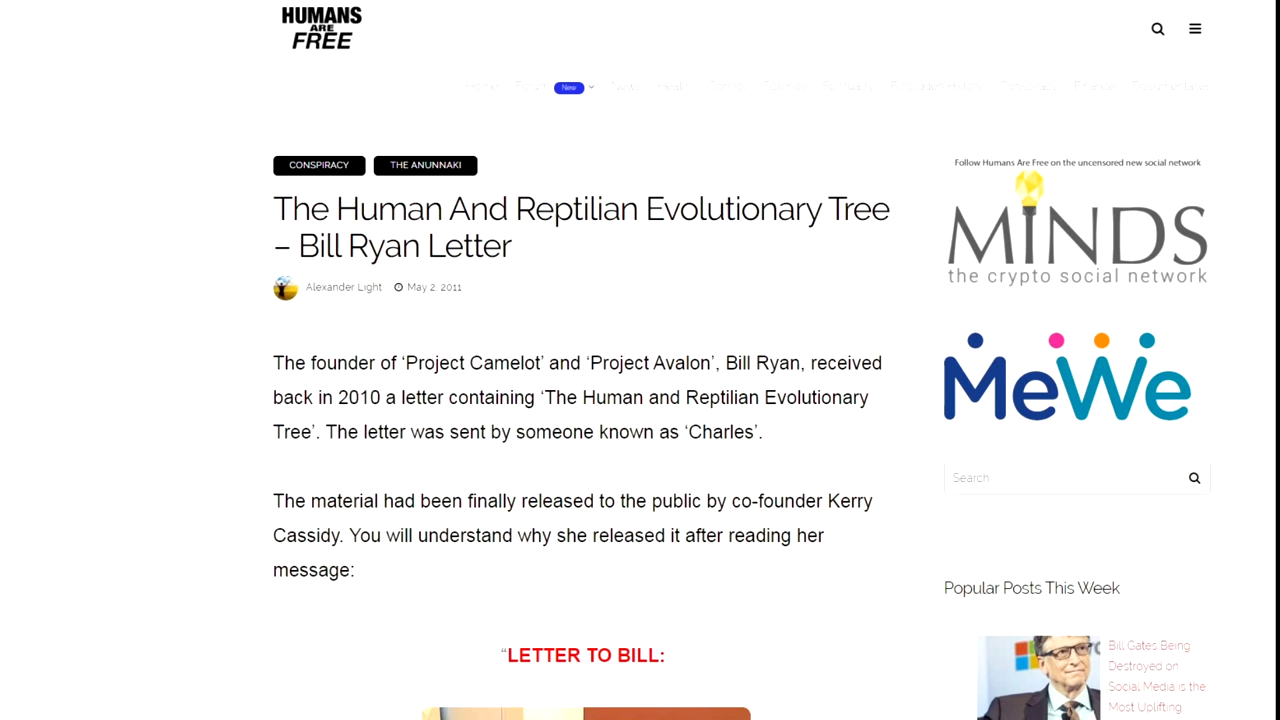 HUMANS
ARE
FREE
New
CONSPIRACY
THE ANUNNAKI
The Human And Reptilian Evolutionary Tree
– Bill Ryan Letter
Alexander Light
May 2, 2011
The founder of ‘Project Camelot’ and ‘Project Avalon’, Bill Ryan, received
back in 2010 a letter containing ‘The Human and Reptilian Evolutionary
Tree’. The letter was sent by someone known as ‘Charles’.
The material had been finally released to the public by co-founder Kerry
Cassidy. You will understand why she released it after reading her
message:
“LETTER TO BILL:
Follow Humans Are Free on the uncensored new social network
MINDS
the crypto social network
MeWe
Search
Popular Posts This Week
Bill Gates Being
Destroyed on
Social Media is the
Most Uplifting